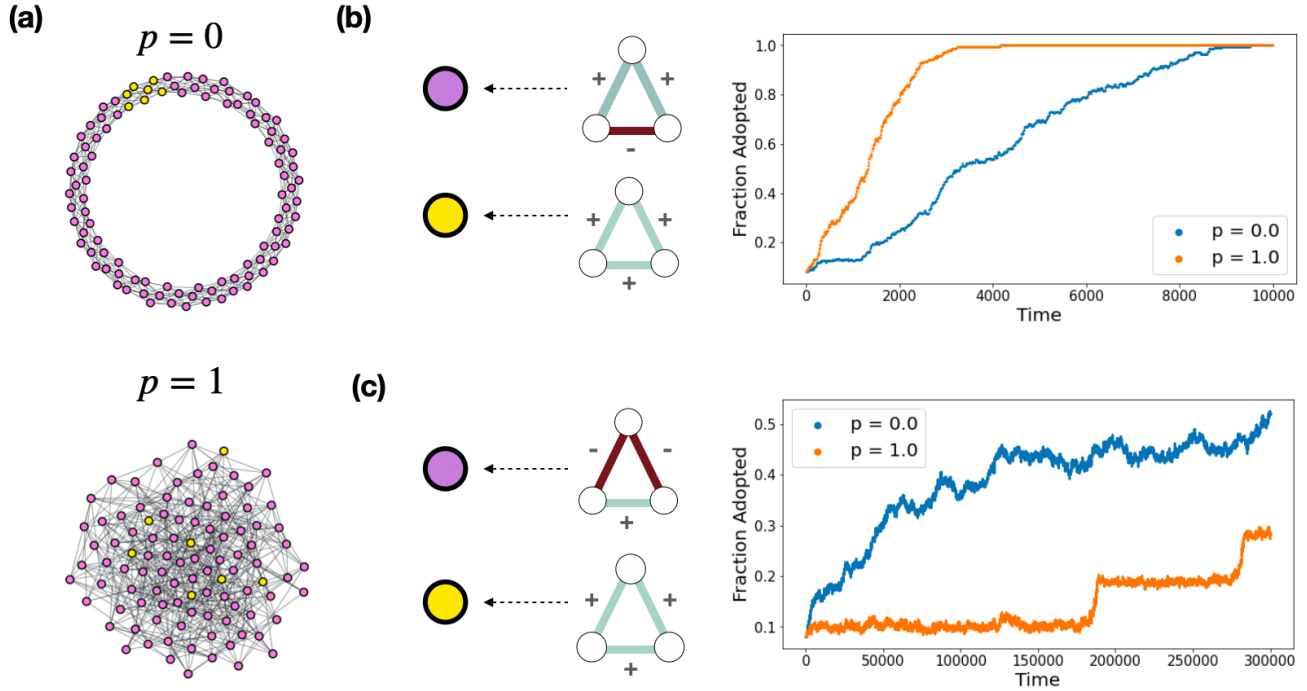 (a)
p = 0
p = 1
(b)
+ +
-
+ +
+
1.0
0.8
0.6
0.4
0.2
Fraction Adopted
p = 0.0
p = 1.0
0 2000 4000 6000 8000 10000
Time
(c)
- -
+
+ +
+
0.5
0.4
0.3
0.2
0.1
Fraction Adopted
p = 0.0
p = 1.0
0 50000 100000 150000 200000 250000 300000
Time